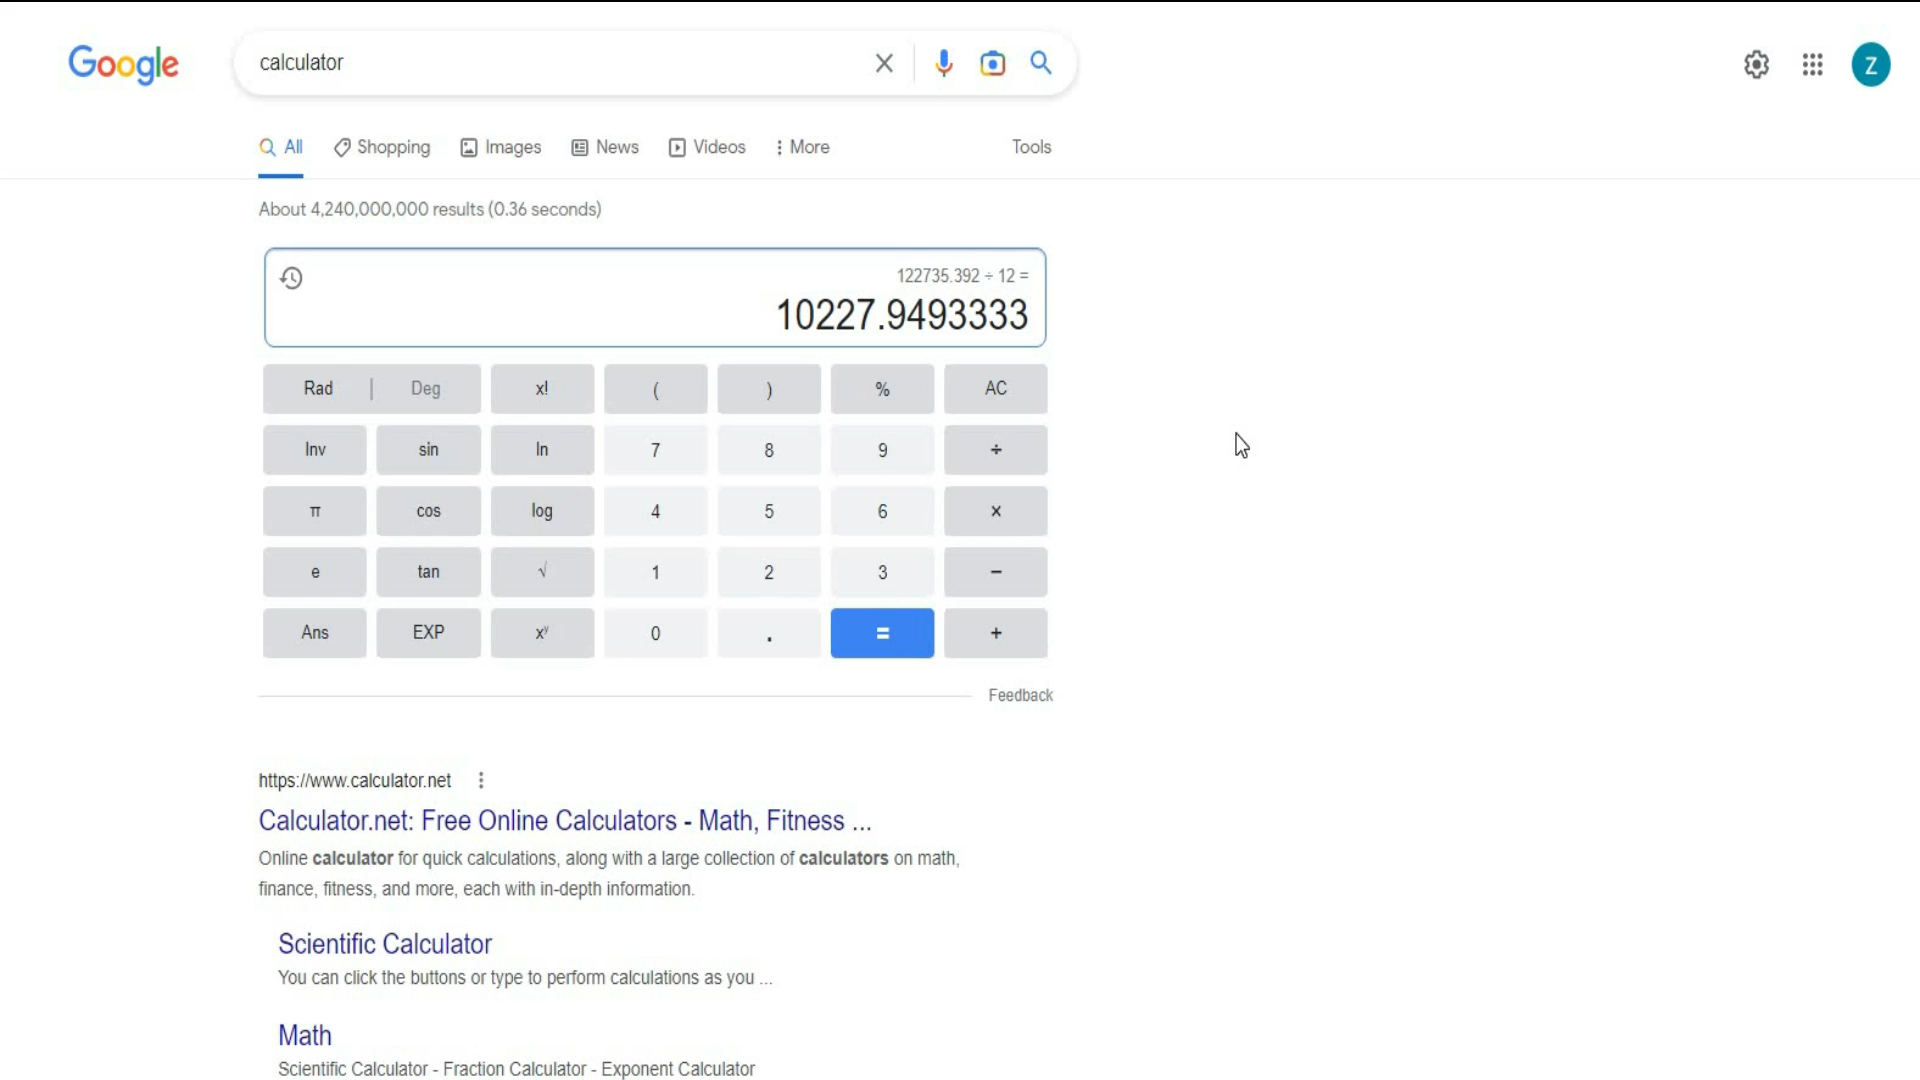 Google
calculator
Z
All Shopping Images News Videos More Tools
About 4,240,000,000 results (0.36 seconds)
122735.392 ÷ 12 =
10227.9493333
Rad | Deg x! ( ) % AC
Inv sin ln 7 8 9 ÷
π cos log 4 5 6 ×
e tan √ 1 2 3 −
Ans EXP xʸ 0 . = +
Feedback
https://www.calculator.net
Calculator.net: Free Online Calculators - Math, Fitness ...
Online calculator for quick calculations, along with a large collection of calculators on math,
finance, fitness, and more, each with in-depth information.
Scientific Calculator
You can click the buttons or type to perform calculations as you ...
Math
Scientific Calculator - Fraction Calculator - Exponent Calculator